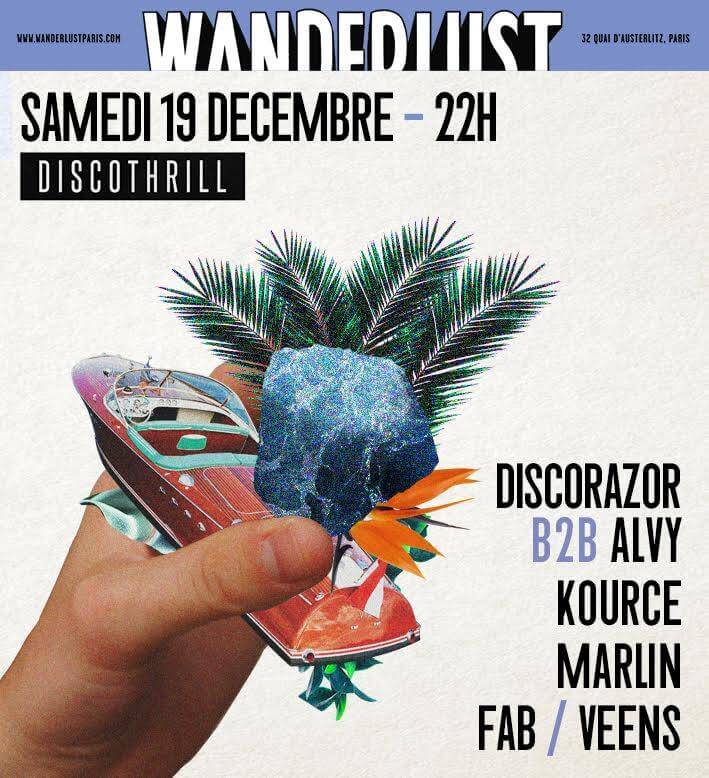 WWW.WANDERLUSTPARIS.COM
WANDERLUST
32 QUAI D'AUSTERLITZ, PARIS
SAMEDI 19 DECEMBRE - 22H
DISCOTHRILL
DISCORAZOR
B2B ALVY
KOURCE
MARLIN
FAB / VEENS